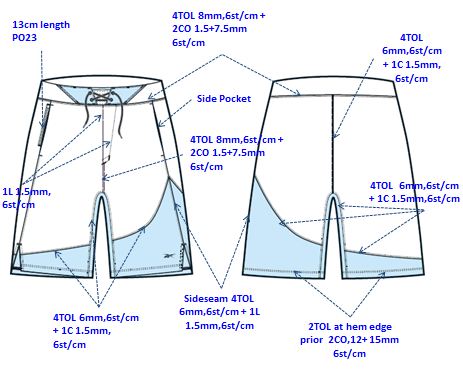 13cm length
PO23
4TOL 8mm,6st/cm +
2CO 1.5+7.5mm
6st/cm
4TOL
6mm,6st/cm
+ 1C 1.5mm,
6st/cm
Side Pocket
4TOL 8mm,6st/cm +
2CO 1.5+7.5mm
6st/cm
1L 1.5mm,
6st/cm
4TOL 6mm,6st/cm
+ 1C 1.5mm,6st/cm
4TOL 6mm,6st/cm
+ 1C 1.5mm,
6st/cm
Sideseam 4TOL
6mm,6st/cm + 1L
1.5mm,6st/cm
2TOL at hem edge
prior 2CO,12+ 15mm
6st/cm